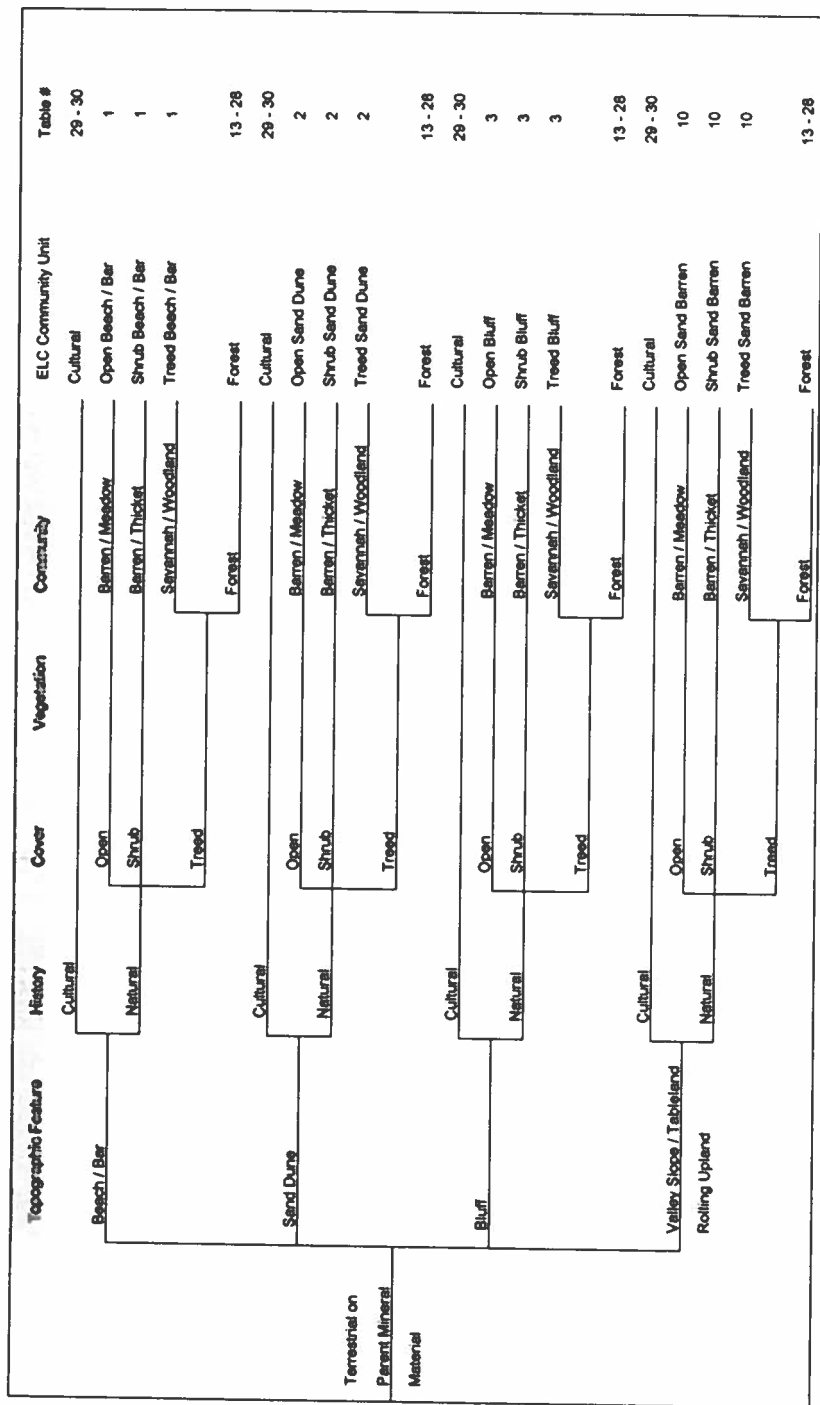 Topographic Feature History Cover Vegetation Community ELC Community Unit Table #
Cultural Cultural 29 - 30
Open Barren / Meadow Open Beach / Bar 1
Beach / Bar
Natural Shrub Barren / Thicket Shrub Beach / Bar 1
Savannah / Woodland Treed Beach / Bar 1
Treed
Forest Forest 13 - 28
Cultural Cultural 29 - 30
Open Barren / Meadow Open Sand Dune 2
Sand Dune
Natural Shrub Barren / Thicket Shrub Sand Dune 2
Savannah / Woodland Treed Sand Dune 2
Terrestrial on
Parent Mineral
Material
Treed
Forest Forest 13 - 28
Cultural Cultural 29 - 30
Open Barren / Meadow Open Bluff 3
Bluff
Natural Shrub Barren / Thicket Shrub Bluff 3
Savannah / Woodland Treed Bluff 3
Treed
Forest Forest 13 - 28
Cultural Cultural 29 - 30
Open Barren / Meadow Open Sand Barren 10
Valley Slope / Tableland
Rolling Upland
Natural Shrub Barren / Thicket Shrub Sand Barren 10
Savannah / Woodland Treed Sand Barren 10
Treed
Forest Forest 13 - 28